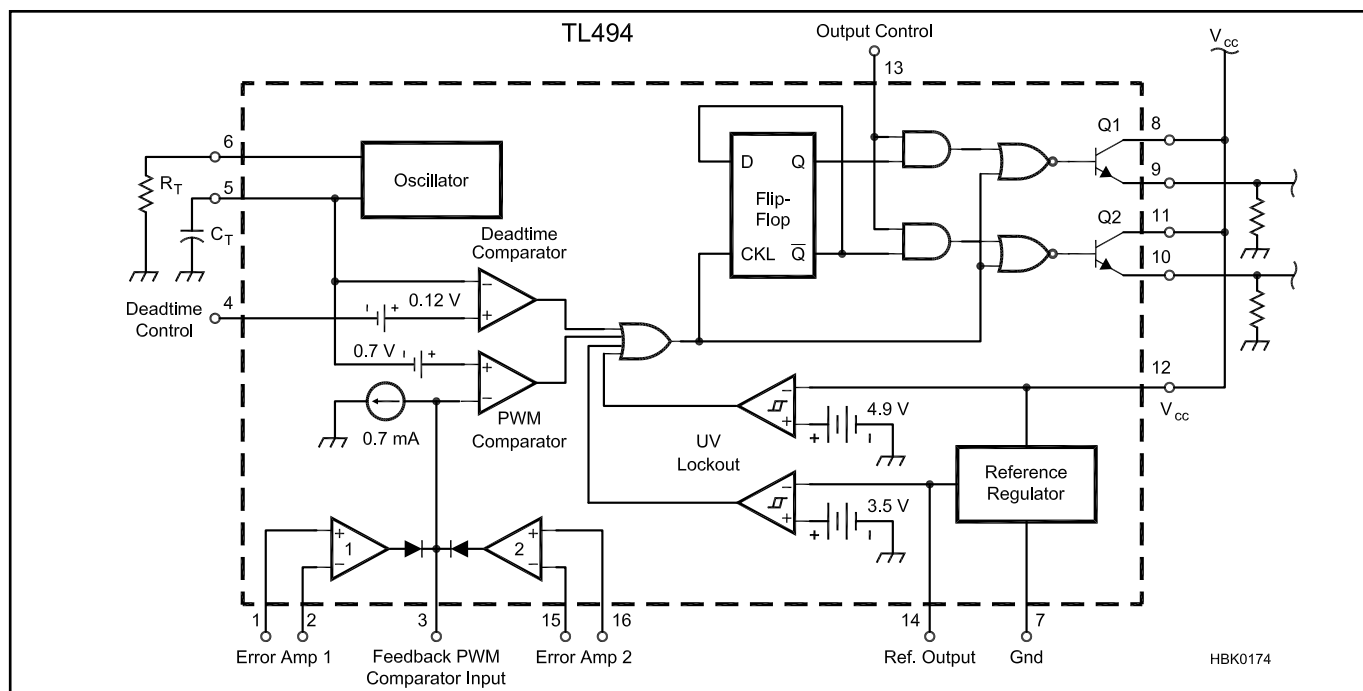 TL494
Output Control
V cc
13
6
5
R T
C T
Oscillator
D
Q
Flip-
Flop
CKL
Q̅
Q1
8
9
Q2
11
10
Deadtime
Comparator
4
Deadtime
Control
- + 0.12 V
- +
0.7 V
- +
+
-
0.7 mA
PWM
Comparator
12
V cc
-
+
+ -
4.9 V
UV
Lockout
Reference
Regulator
-
+
+ -
3.5 V
+
1
-
+
2
-
1
2
3
15
16
14
7
Error Amp 1
Feedback PWM
Comparator Input
Error Amp 2
Ref. Output
Gnd
HBK0174